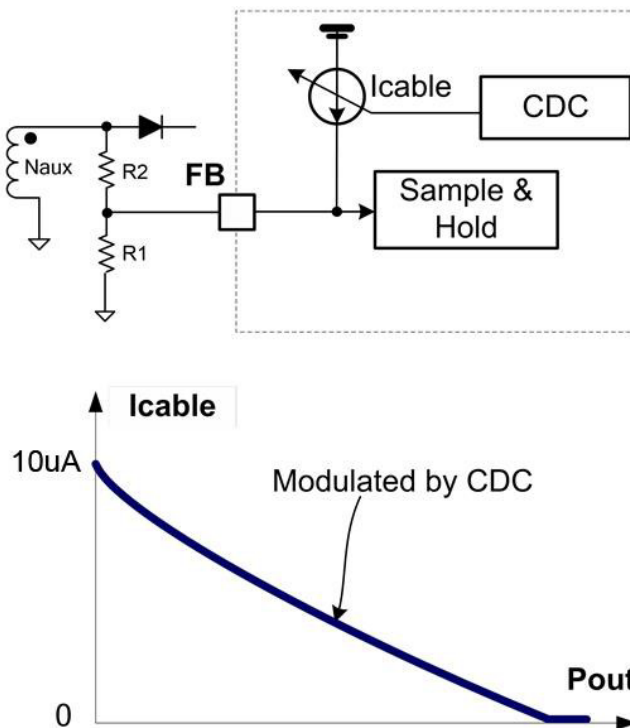 Icable
CDC
Naux
R2
FB
Sample &
Hold
R1
Icable
10uA
Modulated by CDC
Pout
0